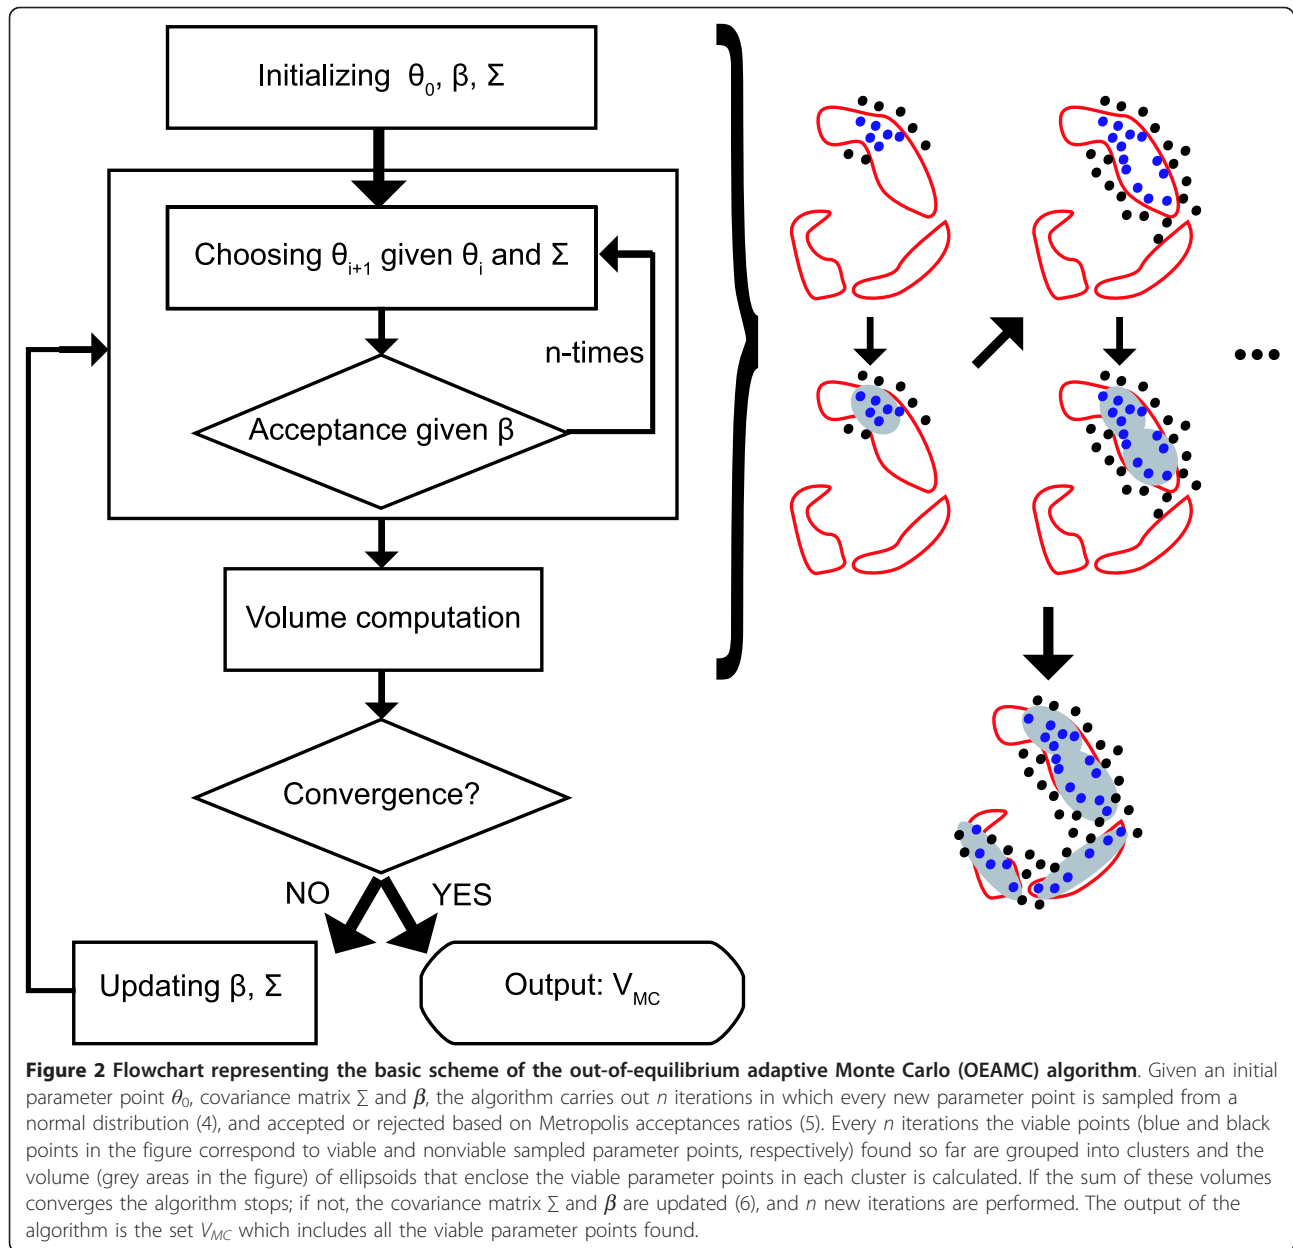 Initializing θ0, β, Σ
Choosing θi+1 given θi and Σ
n-times
Acceptance given β
Volume computation
Convergence?
NO
YES
Updating β, Σ
Output: VMC
Figure 2 Flowchart representing the basic scheme of the out-of-equilibrium adaptive Monte Carlo (OEAMC) algorithm. Given an initial
parameter point θ0, covariance matrix Σ and β, the algorithm carries out n iterations in which every new parameter point is sampled from a
normal distribution (4), and accepted or rejected based on Metropolis acceptances ratios (5). Every n iterations the viable points (blue and black
points in the figure correspond to viable and nonviable sampled parameter points, respectively) found so far are grouped into clusters and the
volume (grey areas in the figure) of ellipsoids that enclose the viable parameter points in each cluster is calculated. If the sum of these volumes
converges the algorithm stops; if not, the covariance matrix Σ and β are updated (6), and n new iterations are performed. The output of the
algorithm is the set VMC which includes all the viable parameter points found.